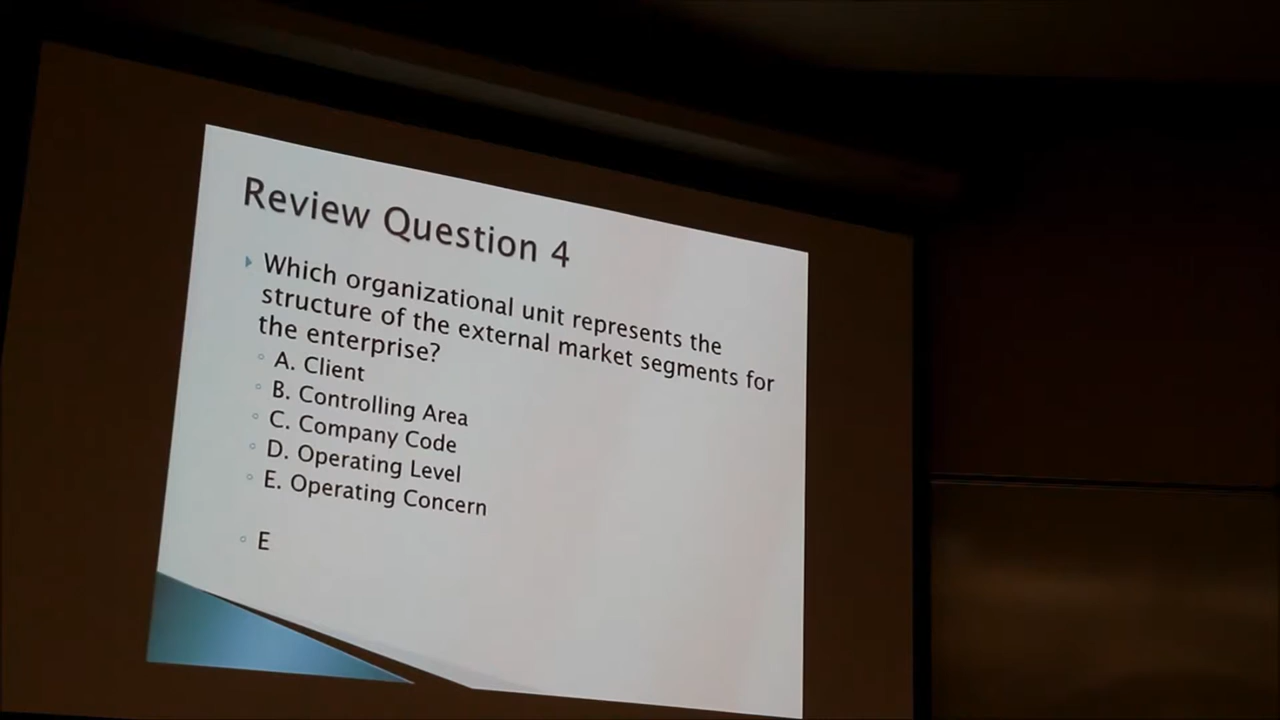 Review Question 4
Which organizational unit represents the
structure of the external market segments for
the enterprise?
A. Client
B. Controlling Area
C. Company Code
D. Operating Level
E. Operating Concern
E